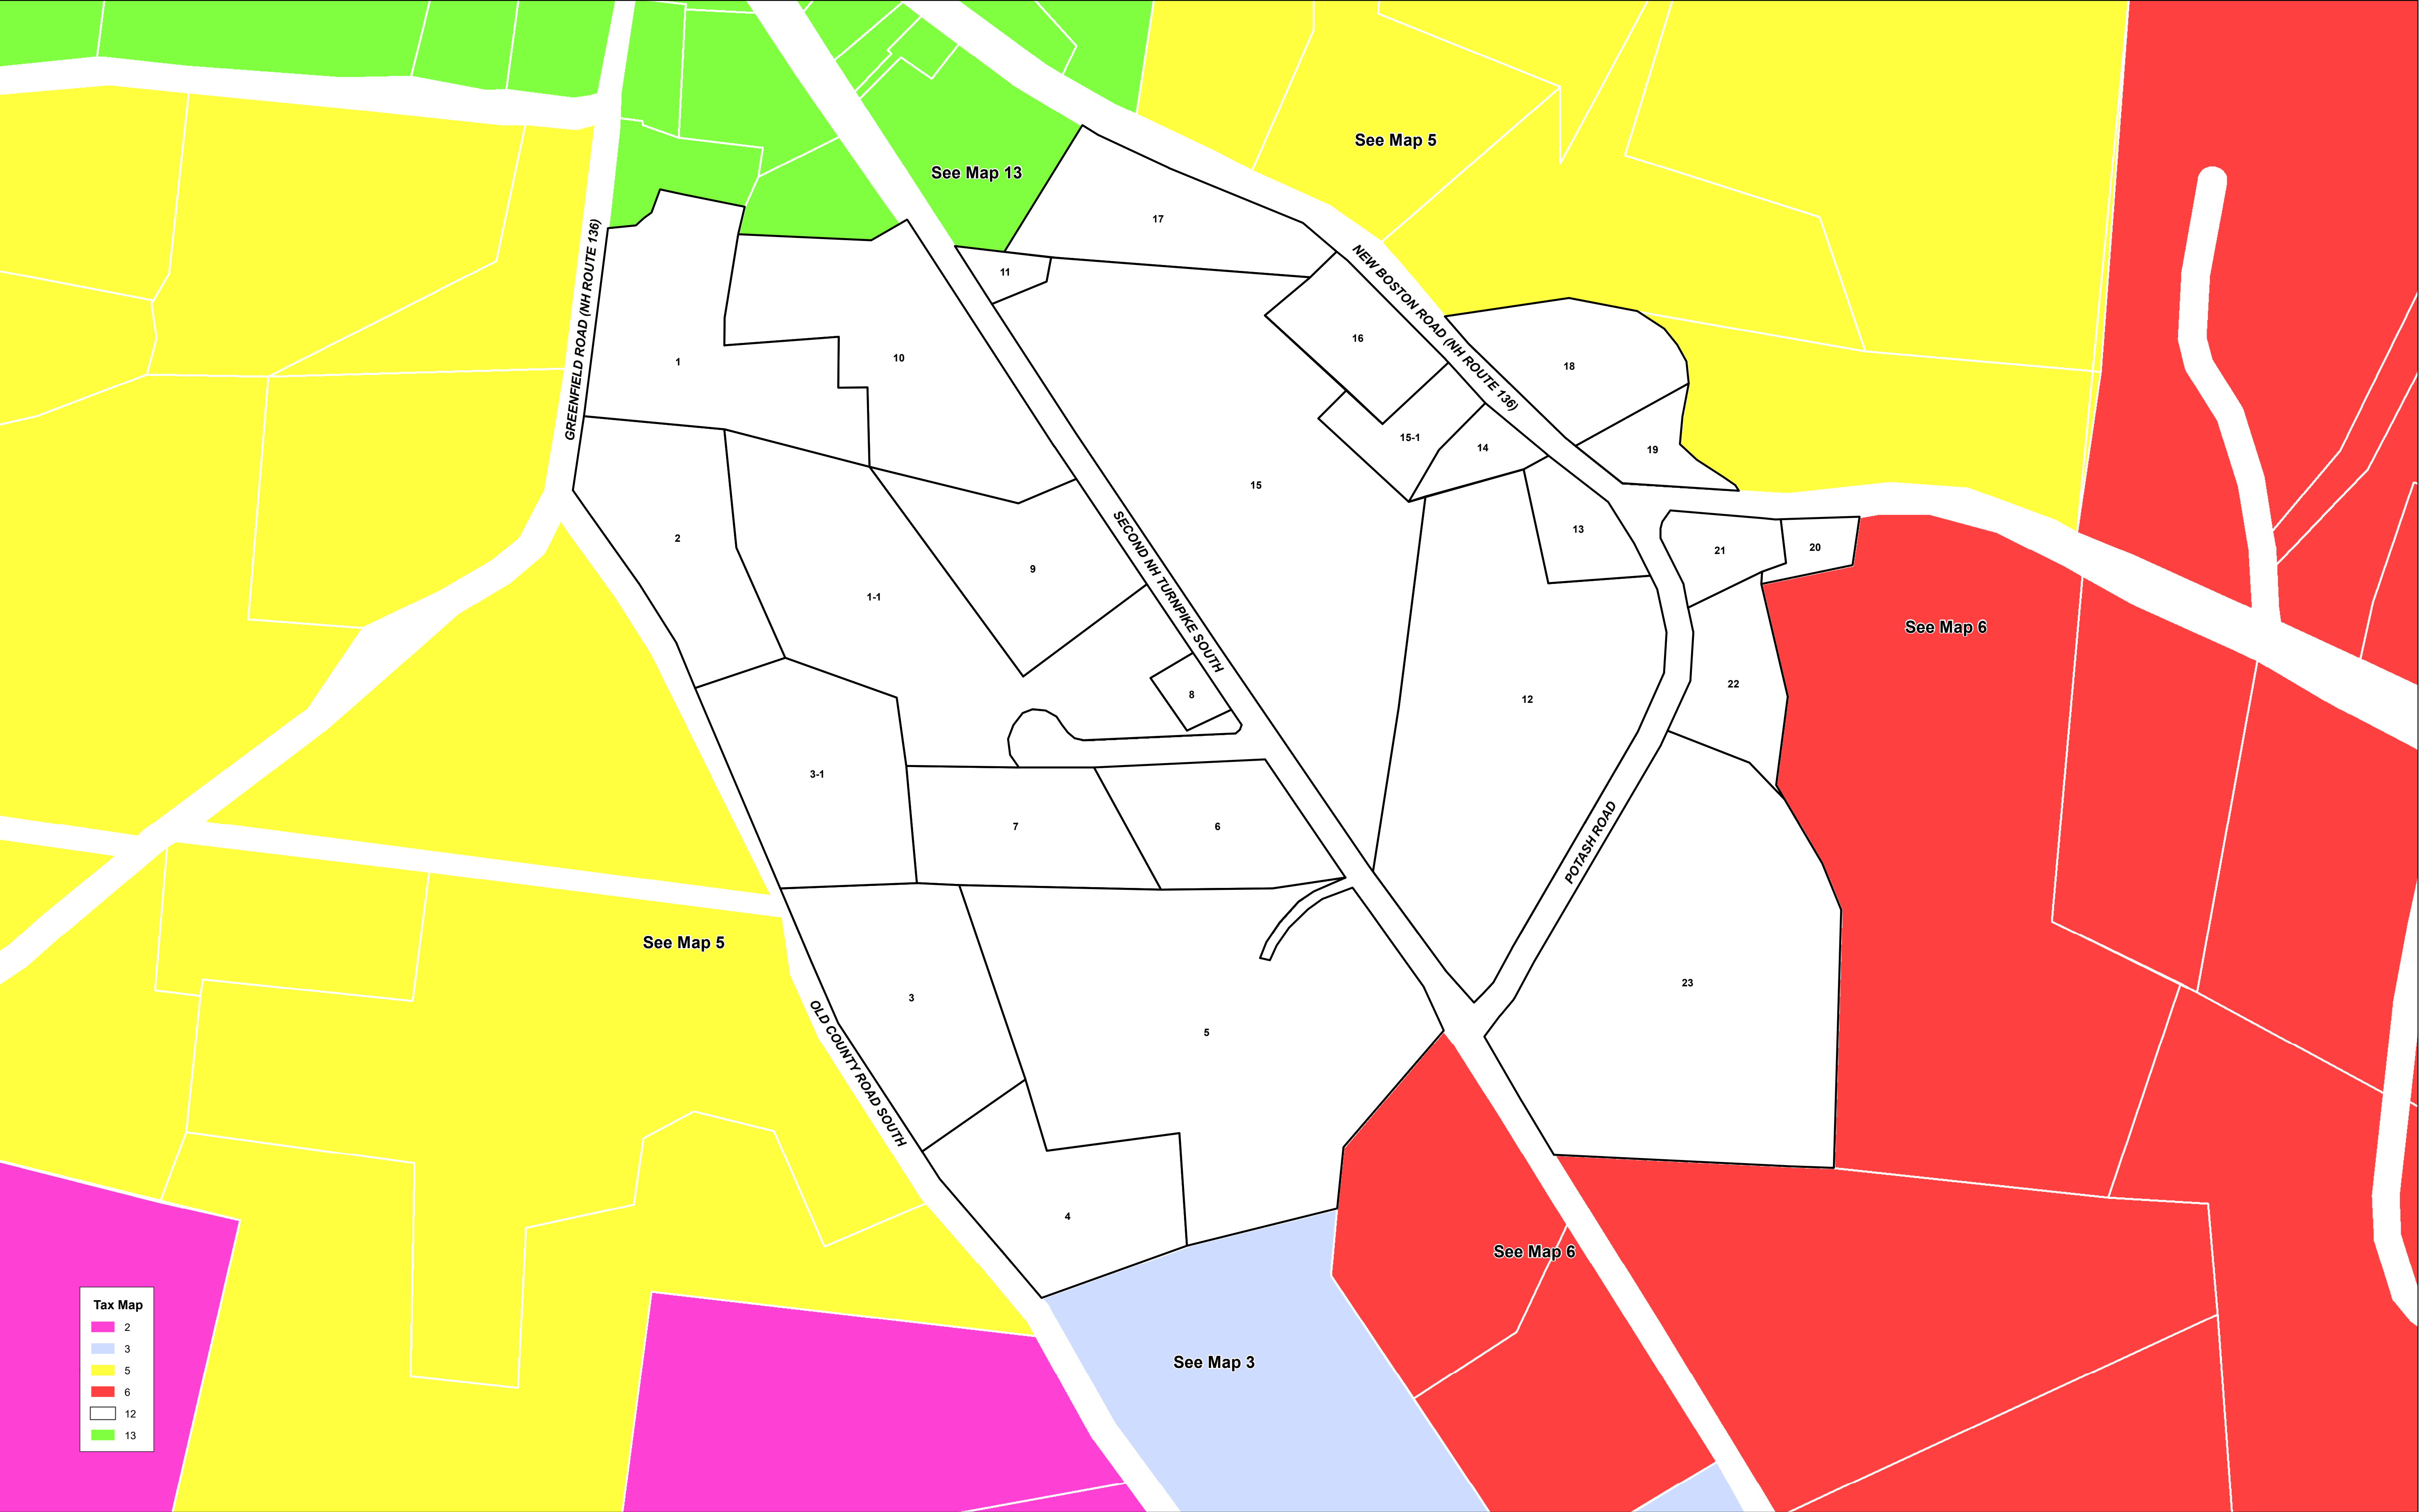 See Map 5
See Map 13
17
11
GREENFIELD ROAD (NH ROUTE 136)
NEW BOSTON ROAD (NH ROUTE 136)
16
10
1
18
15-1
14
19
15
13
2
21
20
9
1-1
SECOND NH TURNPIKE SOUTH
See Map 6
22
8
12
3-1
7
6
POTASH ROAD
See Map 5
23
3
5
OLD COUNTY ROAD SOUTH
4
See Map 6
See Map 3
Tax Map
2
3
5
6
12
13